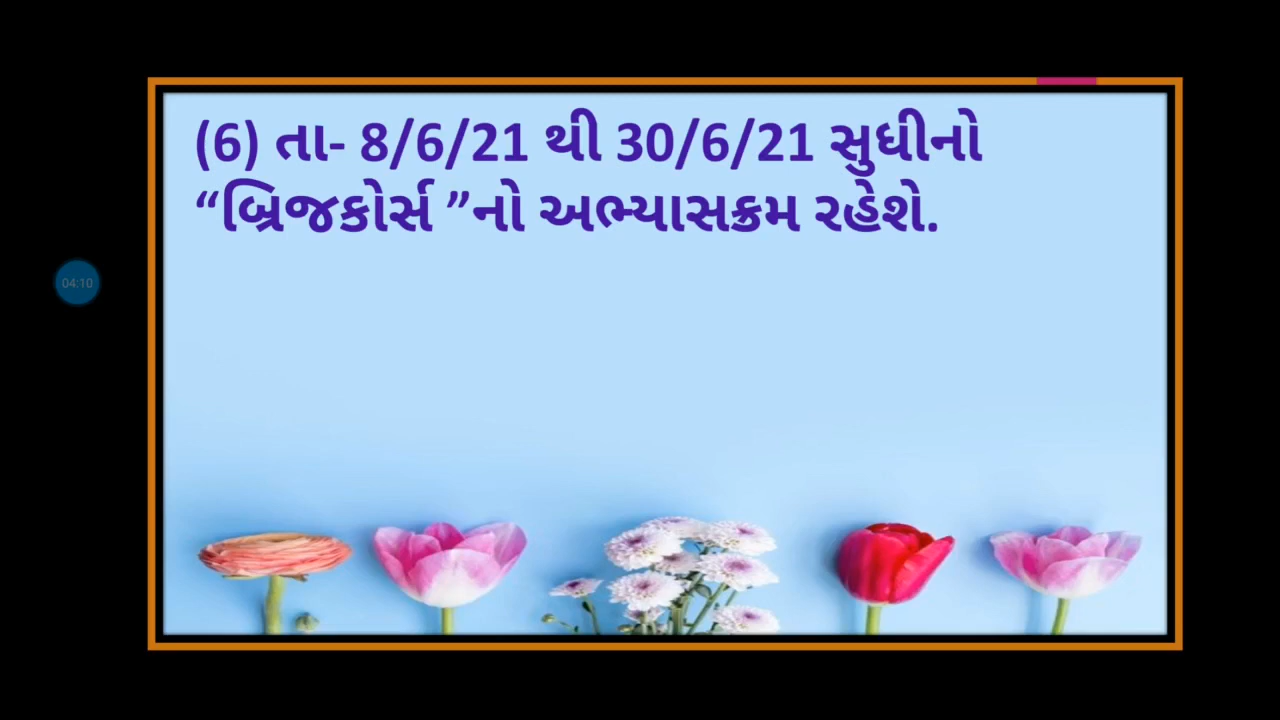 (6) તા- 8/6/21 થી 30/6/21 સુધીનો
“બ્રિજકોર્સ ”નો અભ્યાસક્રમ રહેશે.
04:10